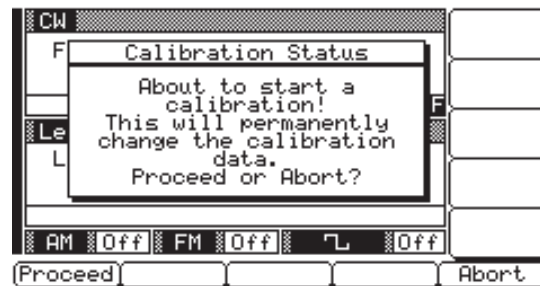 CW
F
Calibration Status
About to start a
calibration!
This will permanently
change the calibration
data.
Proceed or Abort?
F
Le
L
AM Off FM Off Off
Proceed Abort